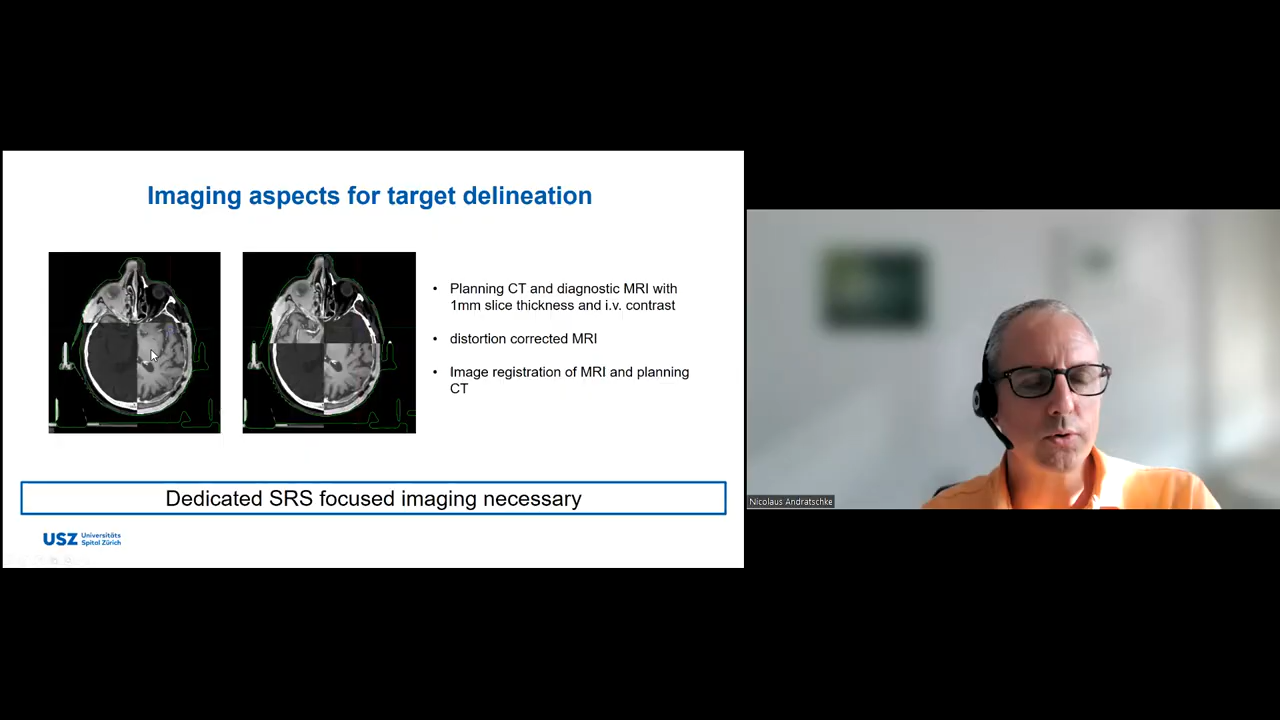 Imaging aspects for target delineation
• Planning CT and diagnostic MRI with
1mm slice thickness and i.v. contrast
• distortion corrected MRI
• Image registration of MRI and planning
CT
Dedicated SRS focused imaging necessary
USZ Universitäts
Spital Zürich
Nicolaus Andratschke